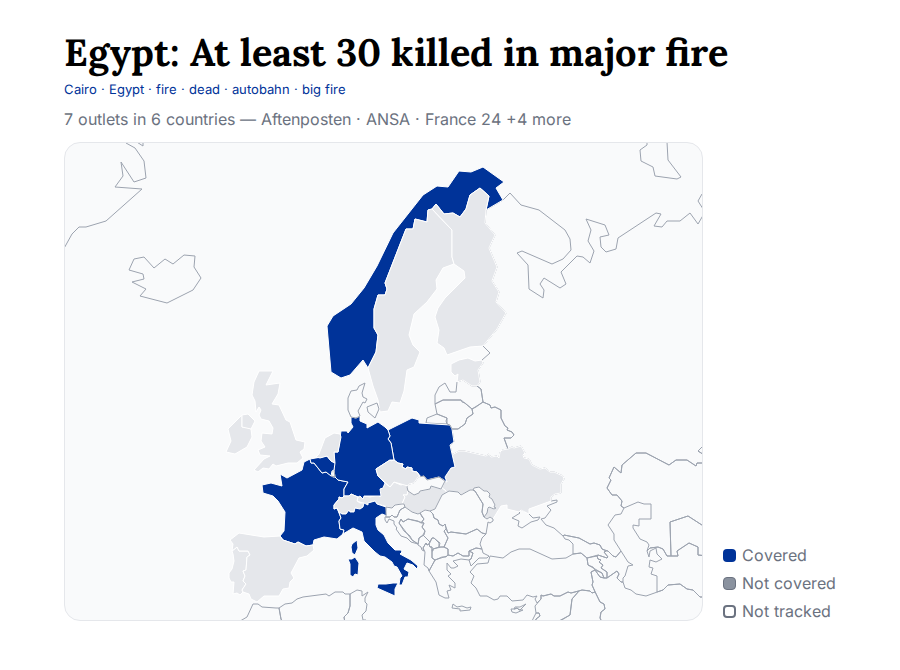 Egypt: At least 30 killed in major fire
Cairo · Egypt · fire · dead · autobahn · big fire
7 outlets in 6 countries — Aftenposten · ANSA · France 24 +4 more
Covered
Not covered
Not tracked